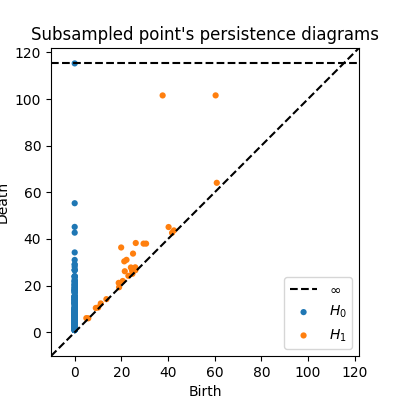 Subsampled point's persistence diagrams
120
100
80
60
40
20
0
Death
0 20 40 60 80 100 120
Birth
∞
H₀
H₁